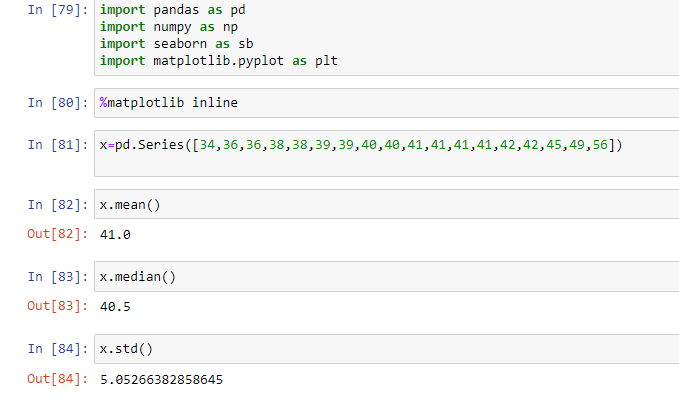 In [79]: import pandas as pd
import numpy as np
import seaborn as sb
import matplotlib.pyplot as plt
In [80]: %matplotlib inline
In [81]: x=pd.Series([34,36,36,38,38,39,39,40,40,41,41,41,41,42,42,45,49,56])
In [82]: x.mean()
Out[82]: 41.0
In [83]: x.median()
Out[83]: 40.5
In [84]: x.std()
Out[84]: 5.05266382858645